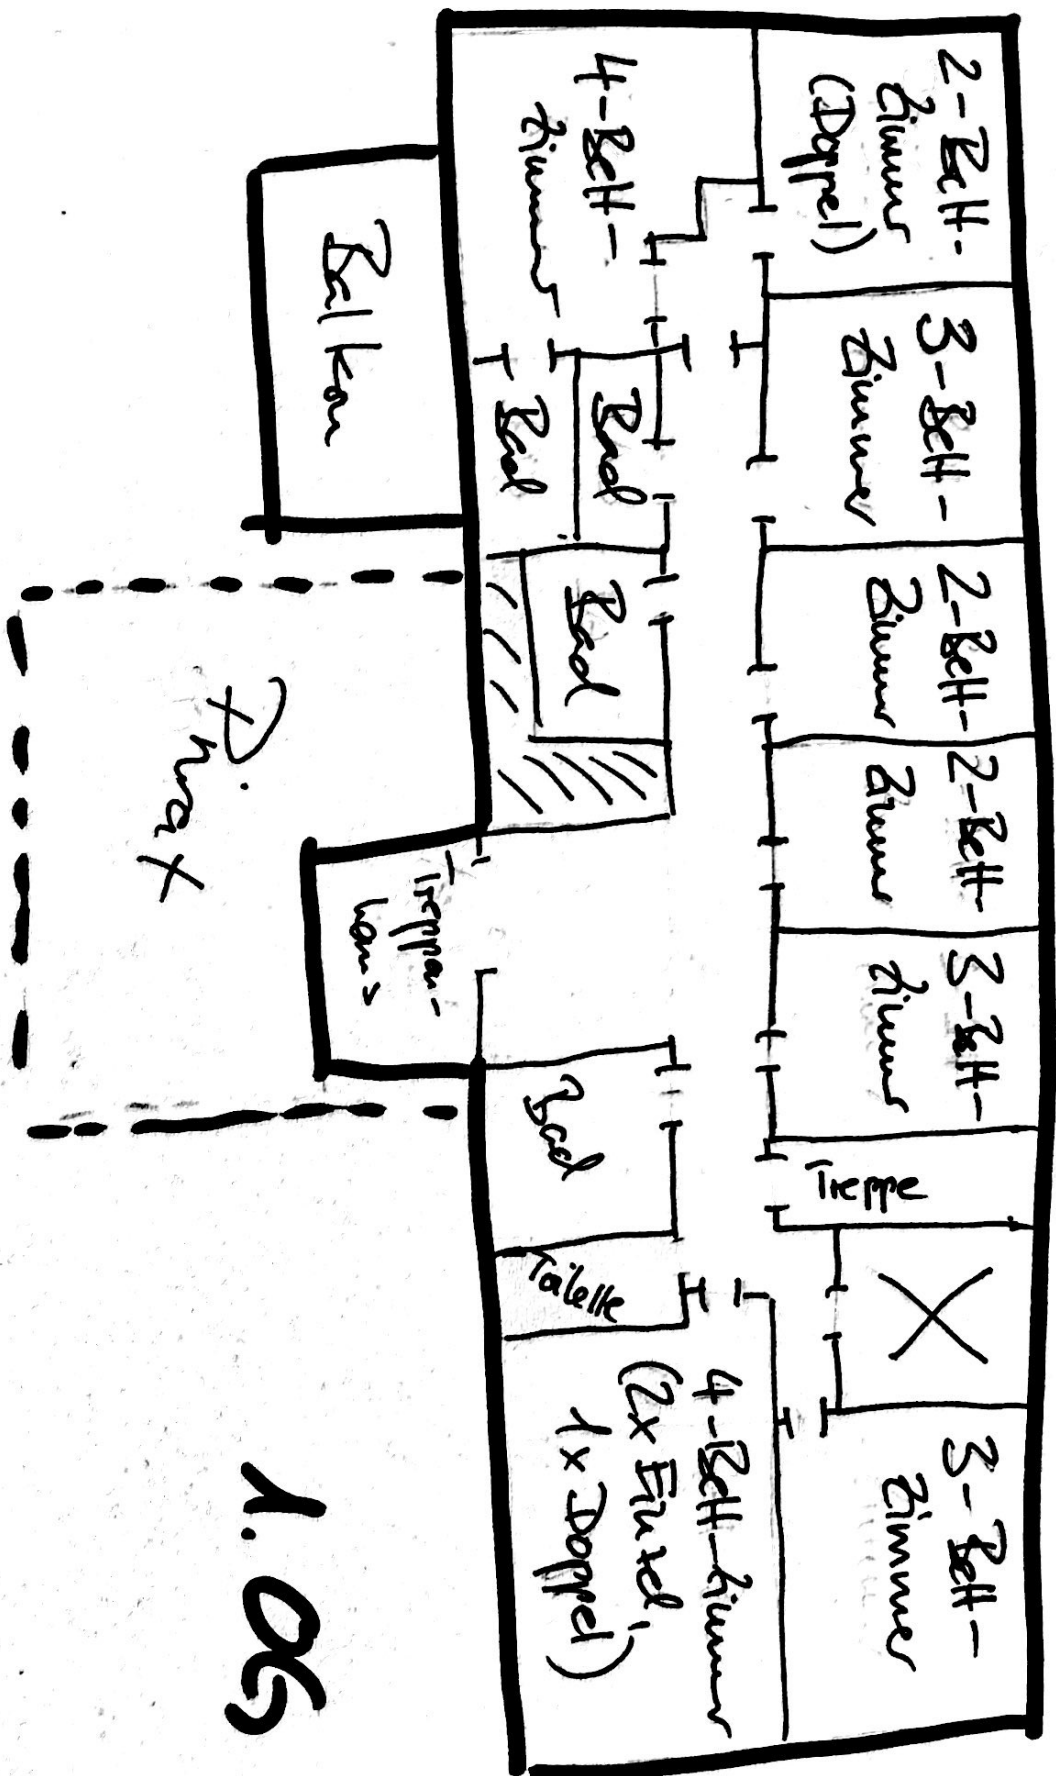 2-Bett-
Zimmer
(Doppel)
3-Bett-
Zimmer
2-Bett-
Zimmer
2-Bett-
Zimmer
3-Bett-
Zimmer
Treppe
3-Bett-
Zimmer
4-Bett-
Zimmer
Bad
Bad
Bad
Treppen-
haus
Bad
Toilette
4-Bett-Zimmer
(2x Einzel,
1x Doppel)
Balkon
Privat
1. OG